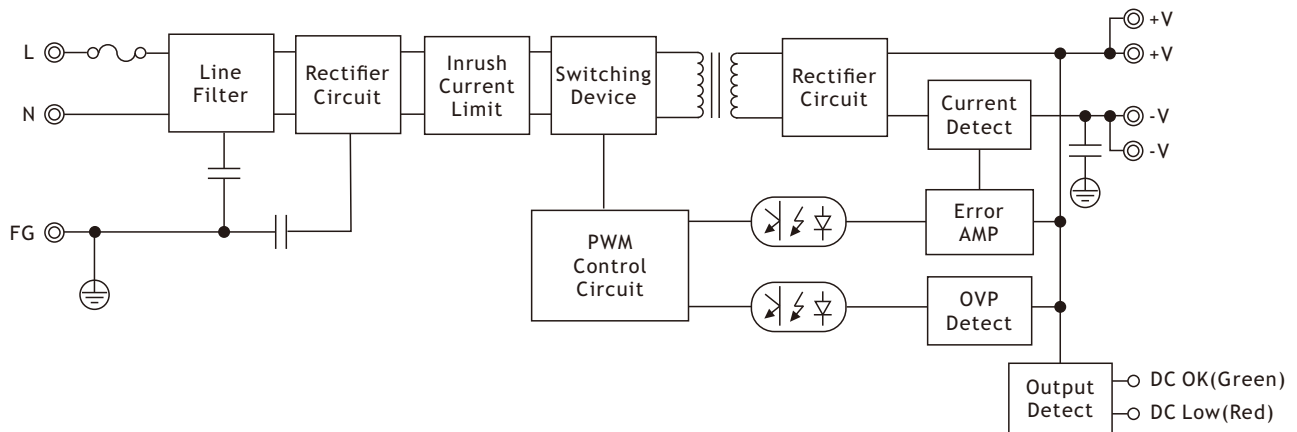 +V
L
+V
Line
Filter
Rectifier
Circuit
Inrush
Current
Limit
Switching
Device
Rectifier
Circuit
Current
Detect
N
-V
-V
FG
PWM
Control
Circuit
Error
AMP
OVP
Detect
Output
Detect
DC OK(Green)
DC Low(Red)